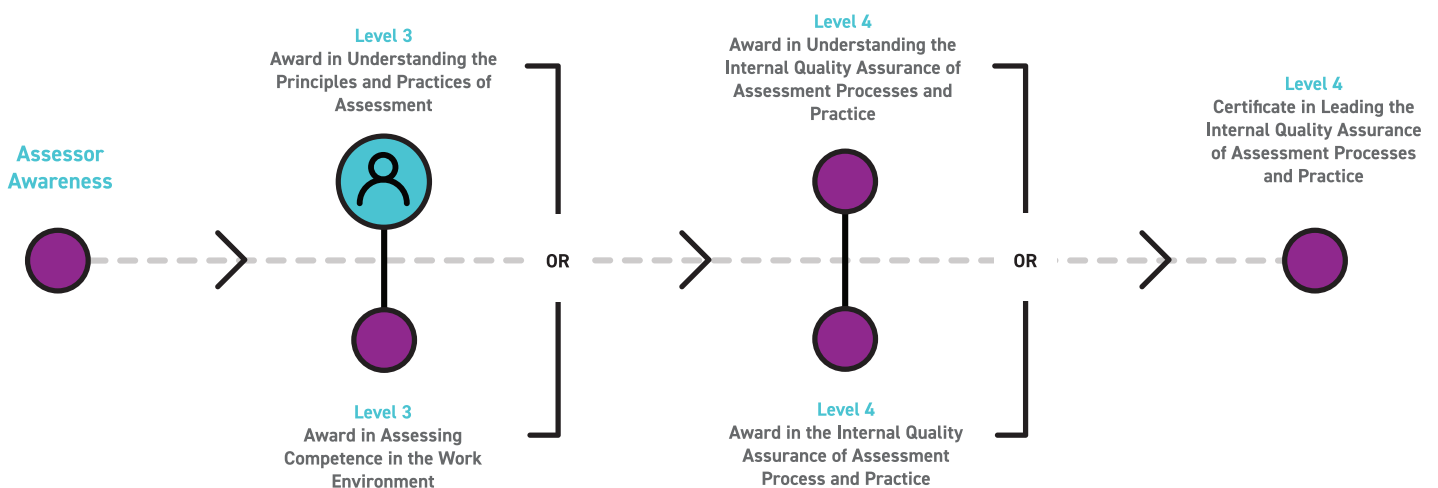 Assessor
Awareness
Level 3
Award in Understanding the
Principles and Practices of
Assessment
Level 3
Award in Assessing
Competence in the Work
Environment
OR
Level 4
Award in Understanding the
Internal Quality Assurance of
Assessment Processes and
Practice
Level 4
Award in the Internal Quality
Assurance of Assessment
Process and Practice
OR
Level 4
Certificate in Leading the
Internal Quality Assurance
of Assessment Processes
and Practice